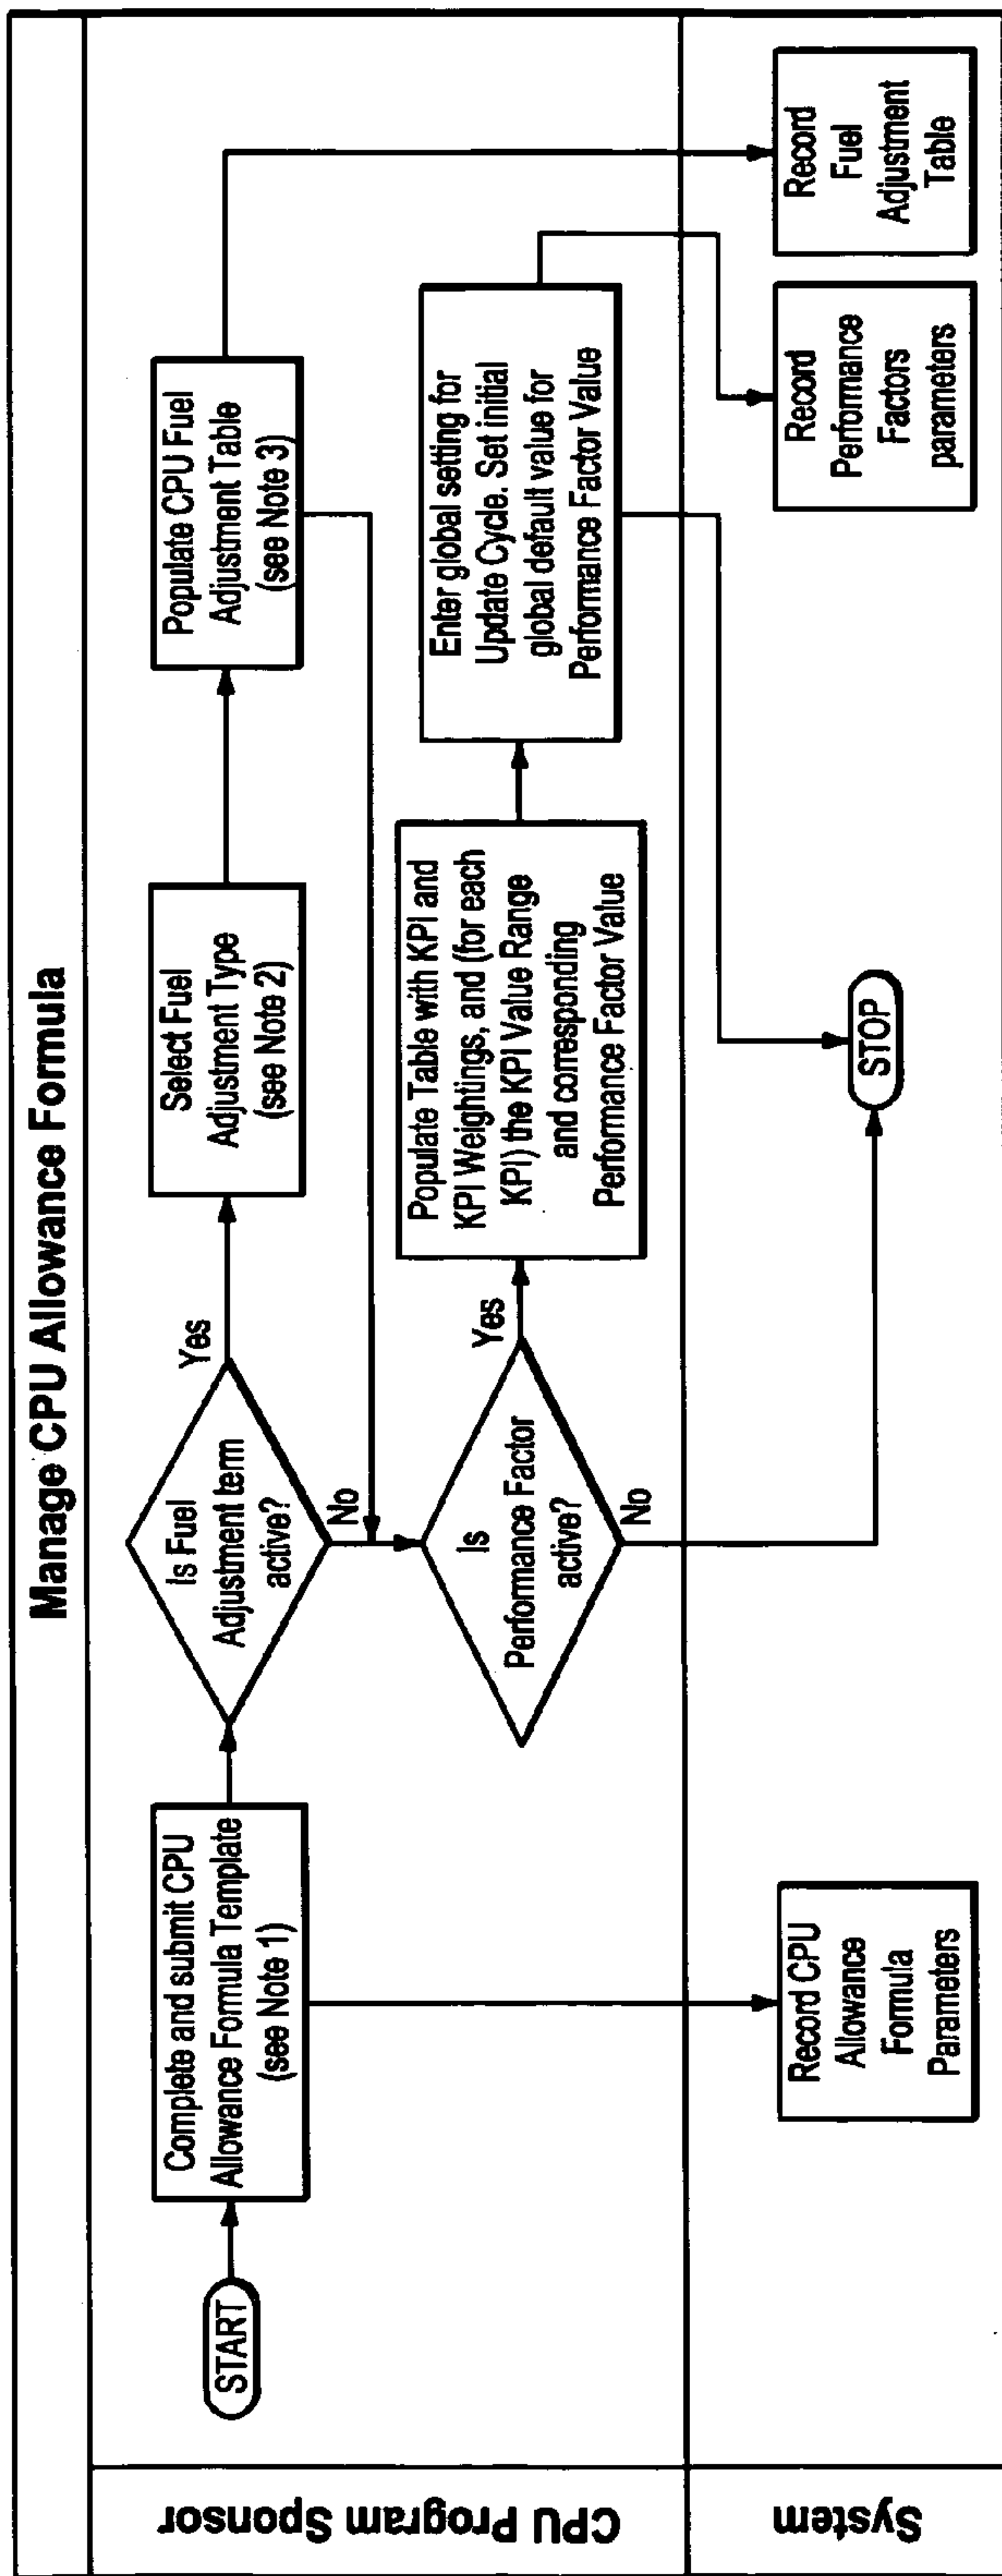 Manage CPU Allowance Formula
CPU Program Sponsor
START
Complete and submit CPU
Allowance Formula Template
(see Note 1)
Is Fuel
Adjustment term
active?
Yes
No
Select Fuel
Adjustment Type
(see Note 2)
Populate CPU Fuel
Adjustment Table
(see Note 3)
Is
Performance Factor
active?
Yes
No
Populate Table with KPI and
KPI Weightings, and (for each
KPI) the KPI Value Range
and corresponding
Performance Factor Value
Enter global setting for
Update Cycle. Set initial
global default value for
Performance Factor Value
System
Record CPU
Allowance
Formula
Parameters
STOP
Record
Performance
Factors
parameters
Record
Fuel
Adjustment
Table